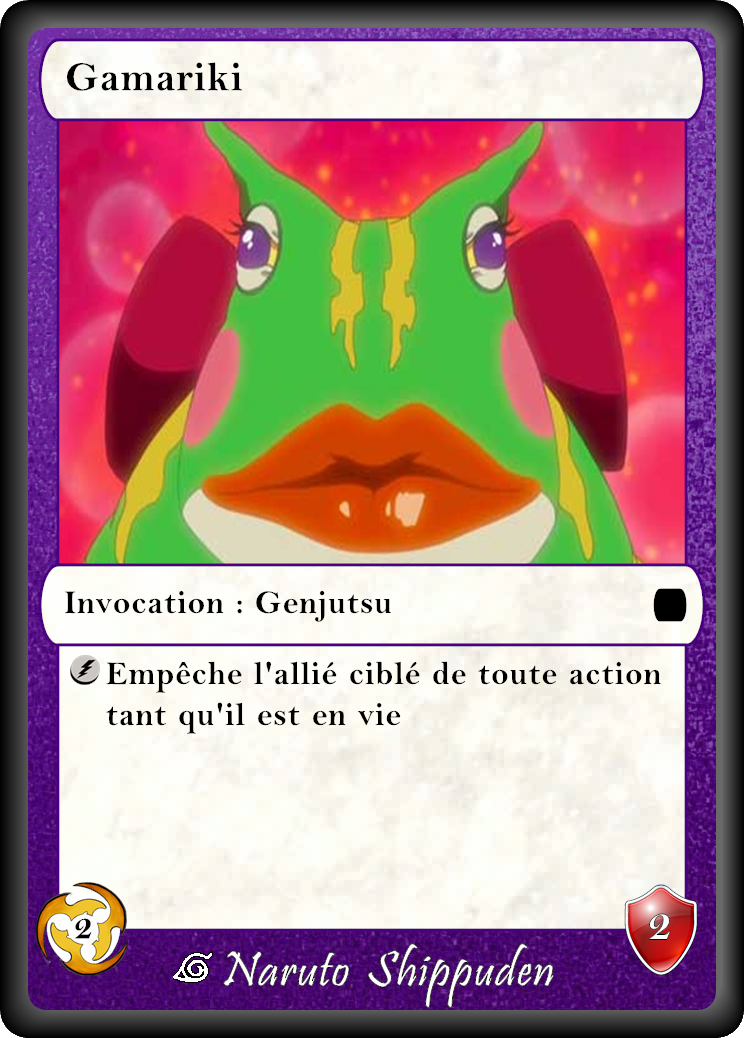 Gamariki
Invocation : Genjutsu
Empêche l'allié ciblé de toute action
tant qu'il est en vie
2
2
Naruto Shippuden